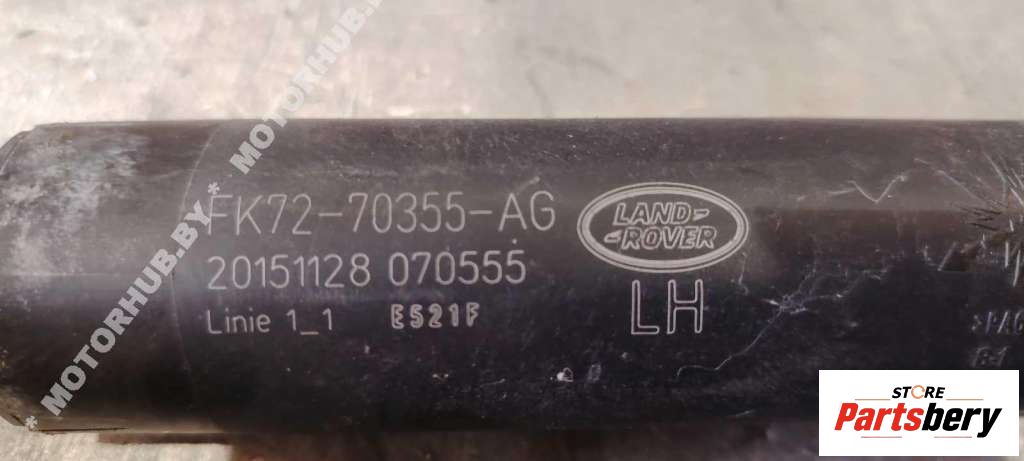 * MOTORHUB.BY * MOTORHUB.BY
FK72-70355-AG
20151128 070555
Linie 1_1 E521F
LAND-
-ROVER
LH
STORE
Partsbery